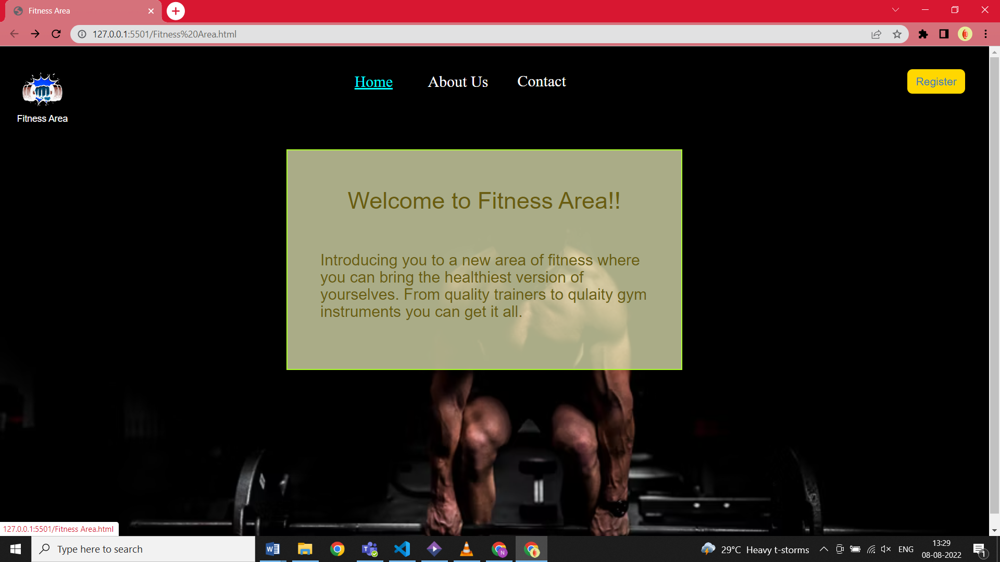 Fitness Area
127.0.0.1:5501/Fitness%20Area.html
Home About Us Contact
Register
Fitness Area
Welcome to Fitness Area!!
Introducing you to a new area of fitness where
you can bring the healthiest version of
yourselves. From quality trainers to qulaity gym
instruments you can get it all.
127.0.0.1:5501/Fitness Area.html
Type here to search
29°C Heavy t-storms
ENG
13:29
08-08-2022
1